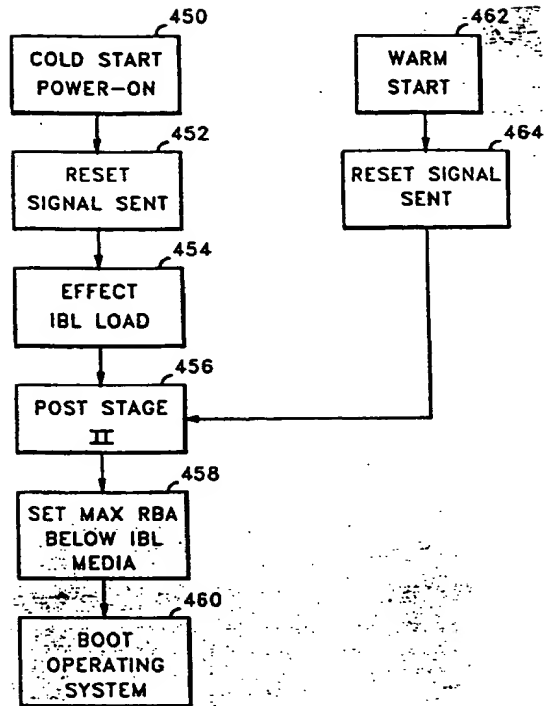 450
COLD START
POWER-ON
452
RESET
SIGNAL SENT
454
EFFECT
IBL LOAD
456
POST STAGE
II
458
SET MAX RBA
BELOW IBL
MEDIA
460
BOOT
OPERATING
SYSTEM
462
WARM
START
464
RESET SIGNAL
SENT